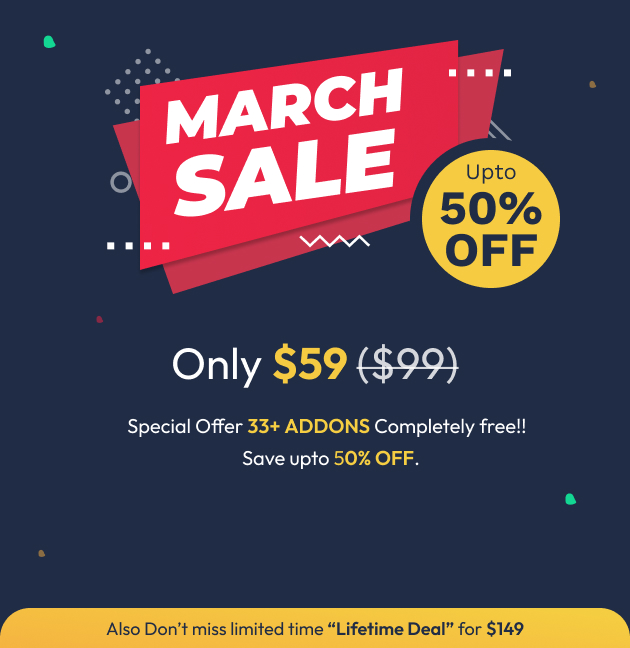 MARCH
SALE
Upto
50%
OFF
Only $59 ($99)
Special Offer 33+ ADDONS Completely free!!
Save upto 50% OFF.
Also Don't miss limited time “Lifetime Deal” for $149